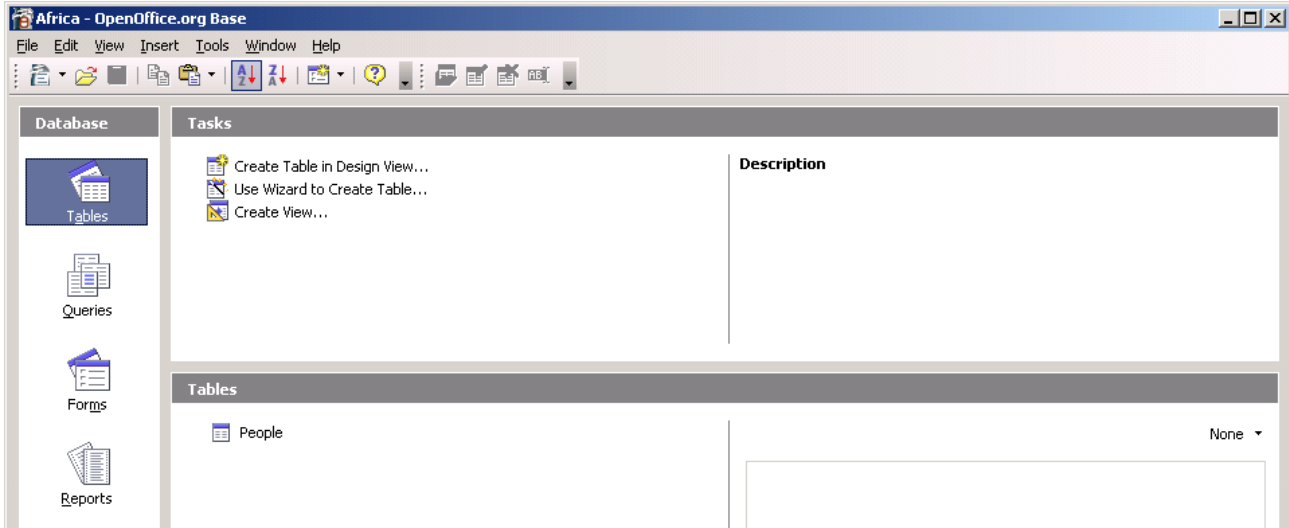 Africa - OpenOffice.org Base
File Edit View Insert Tools Window Help
Database
Tasks
Tables
Queries
Forms
Reports
Create Table in Design View...
Use Wizard to Create Table...
Create View...
Description
Tables
People
None